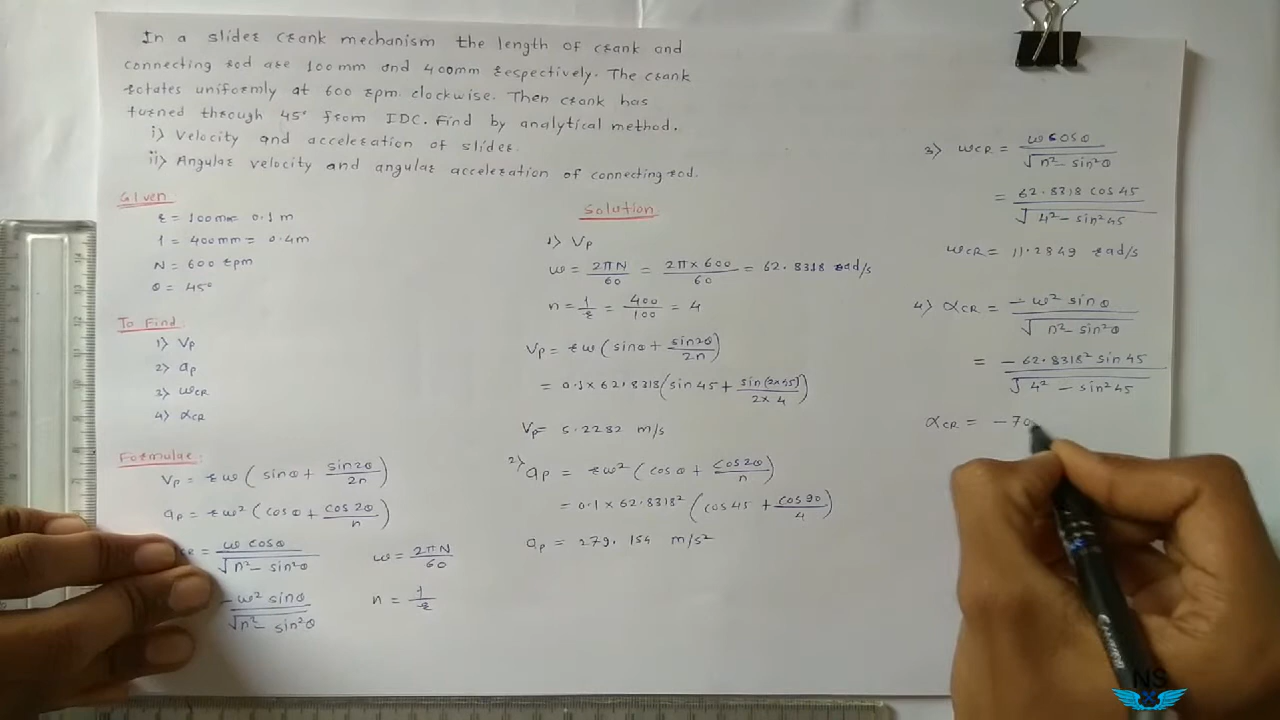 In a slider crank mechanism the length of crank and
connecting rod are 100mm and 400mm respectively. The crank
rotates uniformly at 600 rpm. clockwise. Then crank has
turned through 45° from IDC. Find by analytical method.
i) Velocity and acceleration of slider.
ii) Angular velocity and angular acceleration of connecting rod.
Given
r = 100mm = 0.1 m
l = 400mm = 0.4m
N = 600 rpm
θ = 45°
To Find
1) Vp
2) ap
3) ωCR
4) αCR
Formulae
Vp = rω ( sinθ + sin2θ / 2n )
ap = rω² ( cosθ + cos2θ / n )
CR = ω cosθ / √n² - sin²θ
ω = 2πN / 60
- ω² sinθ / √n² - sin²θ
n = l / r
Solution
1) Vp
ω = 2πN / 60 = 2π×600 / 60 = 62.8318 rad/s
n = l / r = 400 / 100 = 4
Vp = rω ( sinθ + sin2θ / 2n )
= 0.1 × 62.8318 ( sin 45 + sin(2×45) / 2×4 )
Vp = 5.2282 m/s
2) ap = rω² ( cosθ + cos2θ / n )
= 0.1 × 62.8318² ( cos45 + cos90 / 4 )
ap = 279.154 m/s²
3) ωCR = ω cosθ / √n² - sin²θ
= 62.8318 cos 45 / √4² - sin²45
ωCR = 11.2849 rad/s
4) αCR = - ω² sinθ / √n² - sin²θ
= - 62.8318² sin 45 / √4² - sin²45
αCR = - 70
NS